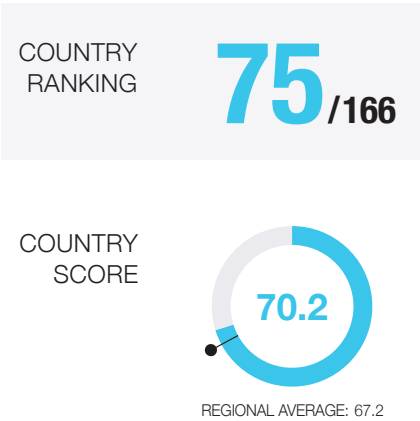 COUNTRY
RANKING
75/166
COUNTRY
SCORE
70.2
REGIONAL AVERAGE: 67.2